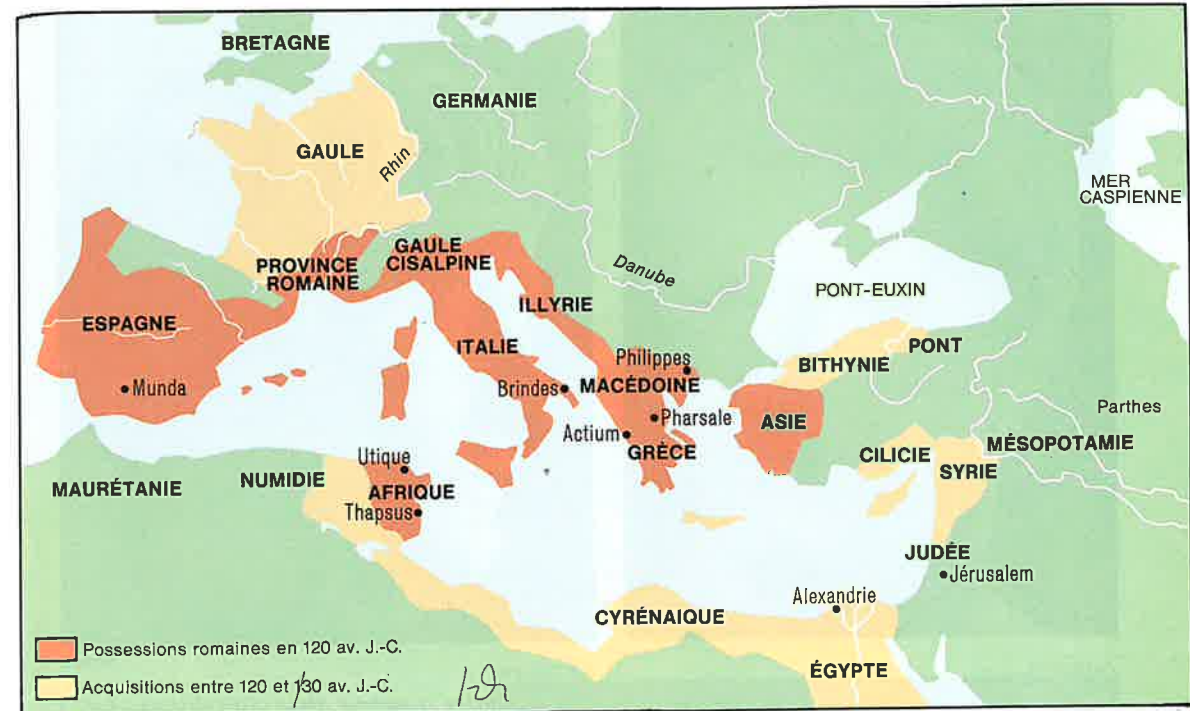 BRETAGNE
GERMANIE
GAULE
Rhin
MER
CASPIENNE
PROVINCE
ROMAINE
GAULE
CISALPINE
Danube
PONT-EUXIN
ESPAGNE
ILLYRIE
ITALIE
Philippes
BITHYNIE
PONT
Munda
Brindes
MACÉDOINE
Parthes
Pharsale
ASIE
Actium
GRÈCE
CILICIE
MÉSOPOTAMIE
SYRIE
Utique
NUMIDIE
MAURÉTANIE
AFRIQUE
Thapsus
JUDÉE
Jérusalem
Alexandrie
CYRÉNAIQUE
ÉGYPTE
Possessions romaines en 120 av. J.-C.
Acquisitions entre 120 et 130 av. J.-C.